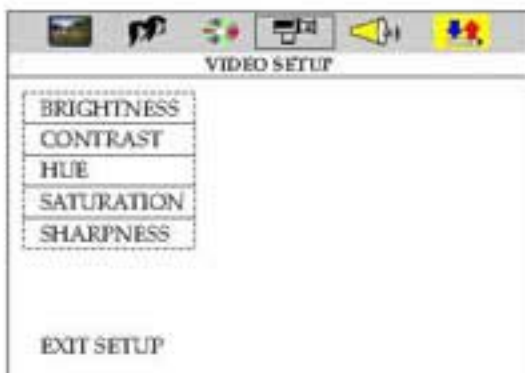 VIDEO SETUP
BRIGHTNESS
CONTRAST
HUE
SATURATION
SHARPNESS
EXIT SETUP